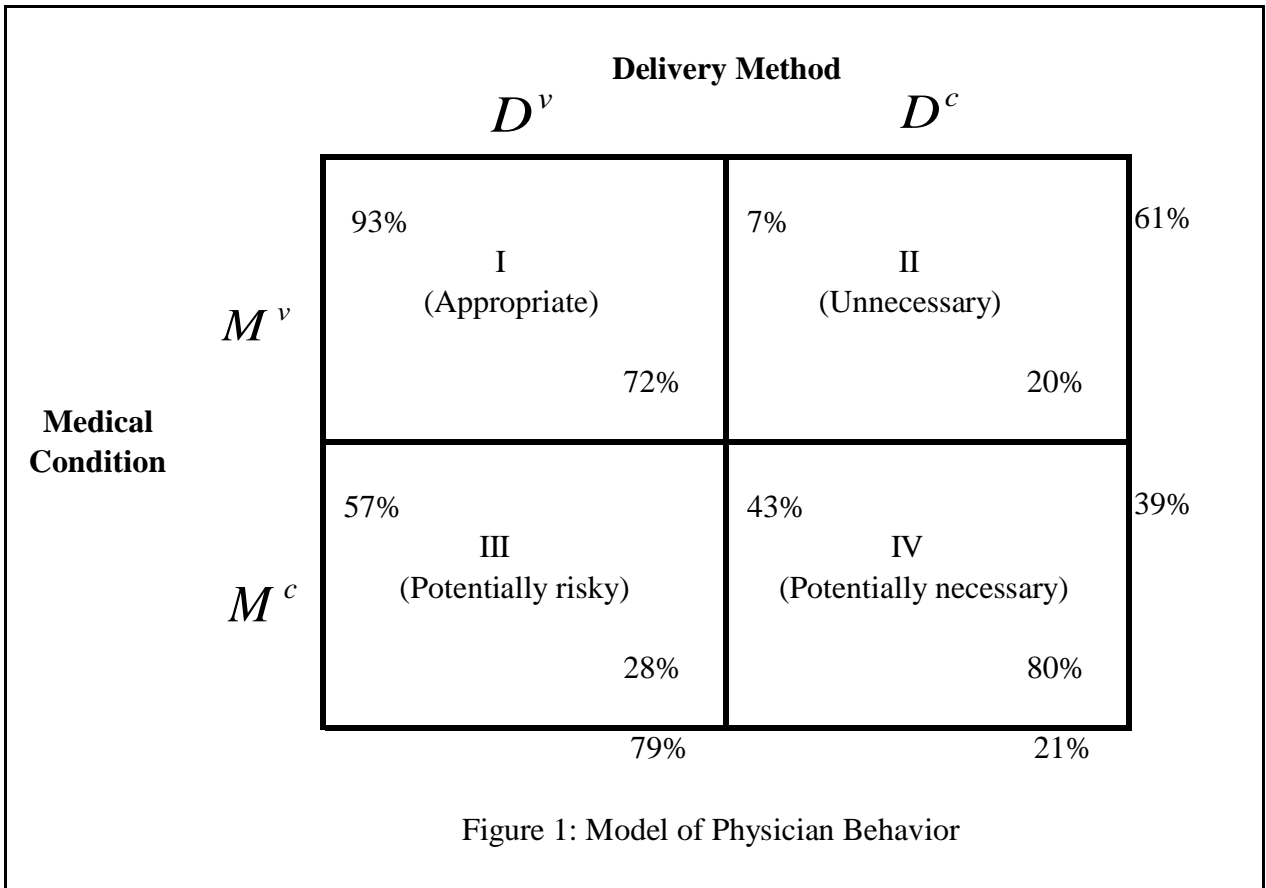 Delivery Method
D^v D^c
93% 7% 61%
I II
(Appropriate) (Unnecessary)
M^v
72% 20%
Medical
Condition
57% 43% 39%
III IV
(Potentially risky) (Potentially necessary)
M^c
28% 80%
79% 21%
Figure 1: Model of Physician Behavior